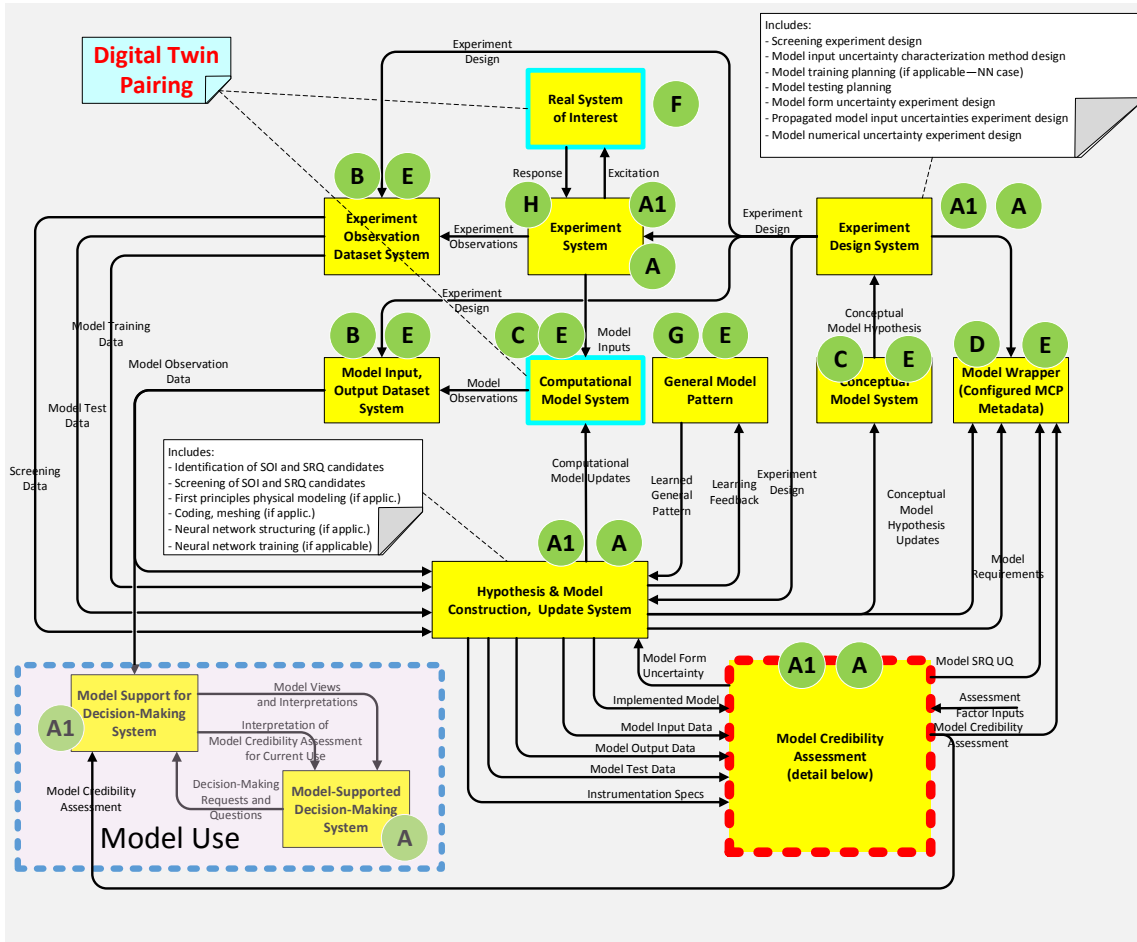 Digital Twin
Pairing
Experiment
Design
Real System
of Interest
F
Includes:
- Screening experiment design
- Model input uncertainty characterization method design
- Model training planning (if applicable—NN case)
- Model testing planning
- Model form uncertainty experiment design
- Propagated model input uncertainties experiment design
- Model numerical uncertainty experiment design
Response
Excitation
B
E
H
A1
A
Experiment
Observation
Dataset System
Experiment
Observations
Experiment
System
Experiment
Design
A1
A
Experiment
Design System
Experiment
Design
Model Training
Data
Model Observation
Data
Model Test
Data
Screening
Data
B
E
Model Input,
Output Dataset
System
Model
Observations
C
E
Model
Inputs
Computational
Model System
G
E
General Model
Pattern
Conceptual
Model Hypothesis
C
E
Conceptual
Model System
D
E
Model Wrapper
(Configured MCP
Metadata)
Includes:
- Identification of SOI and SRQ candidates
- Screening of SOI and SRQ candidates
- First principles physical modeling (if applic.)
- Coding, meshing (if applic.)
- Neural network structuring (if applic.)
- Neural network training (if applicable)
Computational
Model Updates
Learned
General
Pattern
Learning
Feedback
Experiment
Design
Conceptual
Model
Hypothesis
Updates
Model
Requirements
A1
A
Hypothesis & Model
Construction, Update System
Model Form
Uncertainty
Implemented Model
Model Input Data
Model Output Data
Model Test Data
Instrumentation Specs
A1
A
Model Credibility
Assessment
(detail below)
Model SRQ UQ
Assessment
Factor Inputs
Model Credibility
Assessment
A1
Model Support for
Decision-Making
System
Model Views
and Interpretations
Interpretation of
Model Credibility Assessment
for Current Use
Decision-Making
Requests and
Questions
Model-Supported
Decision-Making
System
A
Model Credibility
Assessment
Model Use